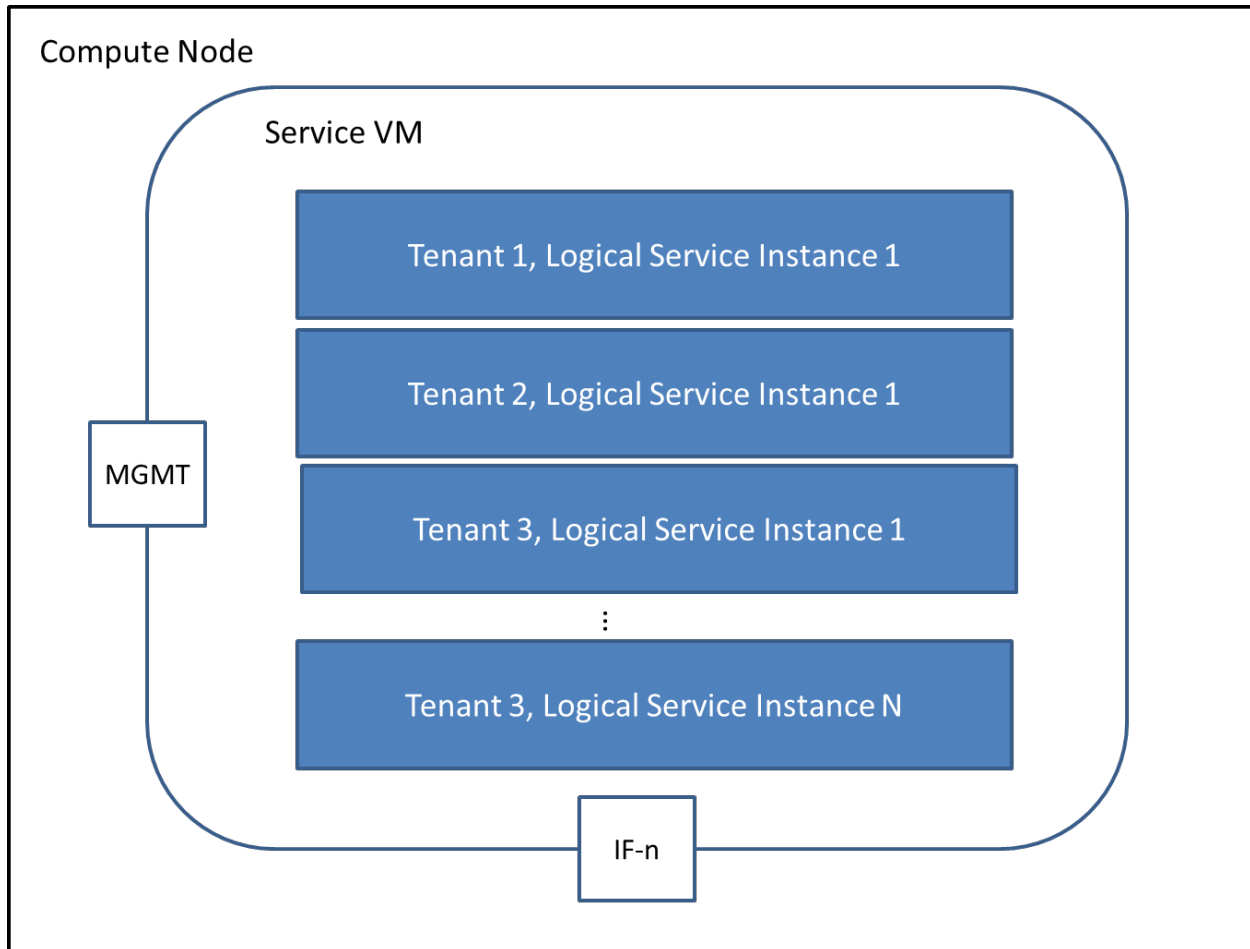 Compute Node
Service VM
Tenant 1, Logical Service Instance 1
Tenant 2, Logical Service Instance 1
MGMT
Tenant 3, Logical Service Instance 1
...
Tenant 3, Logical Service Instance N
IF-n